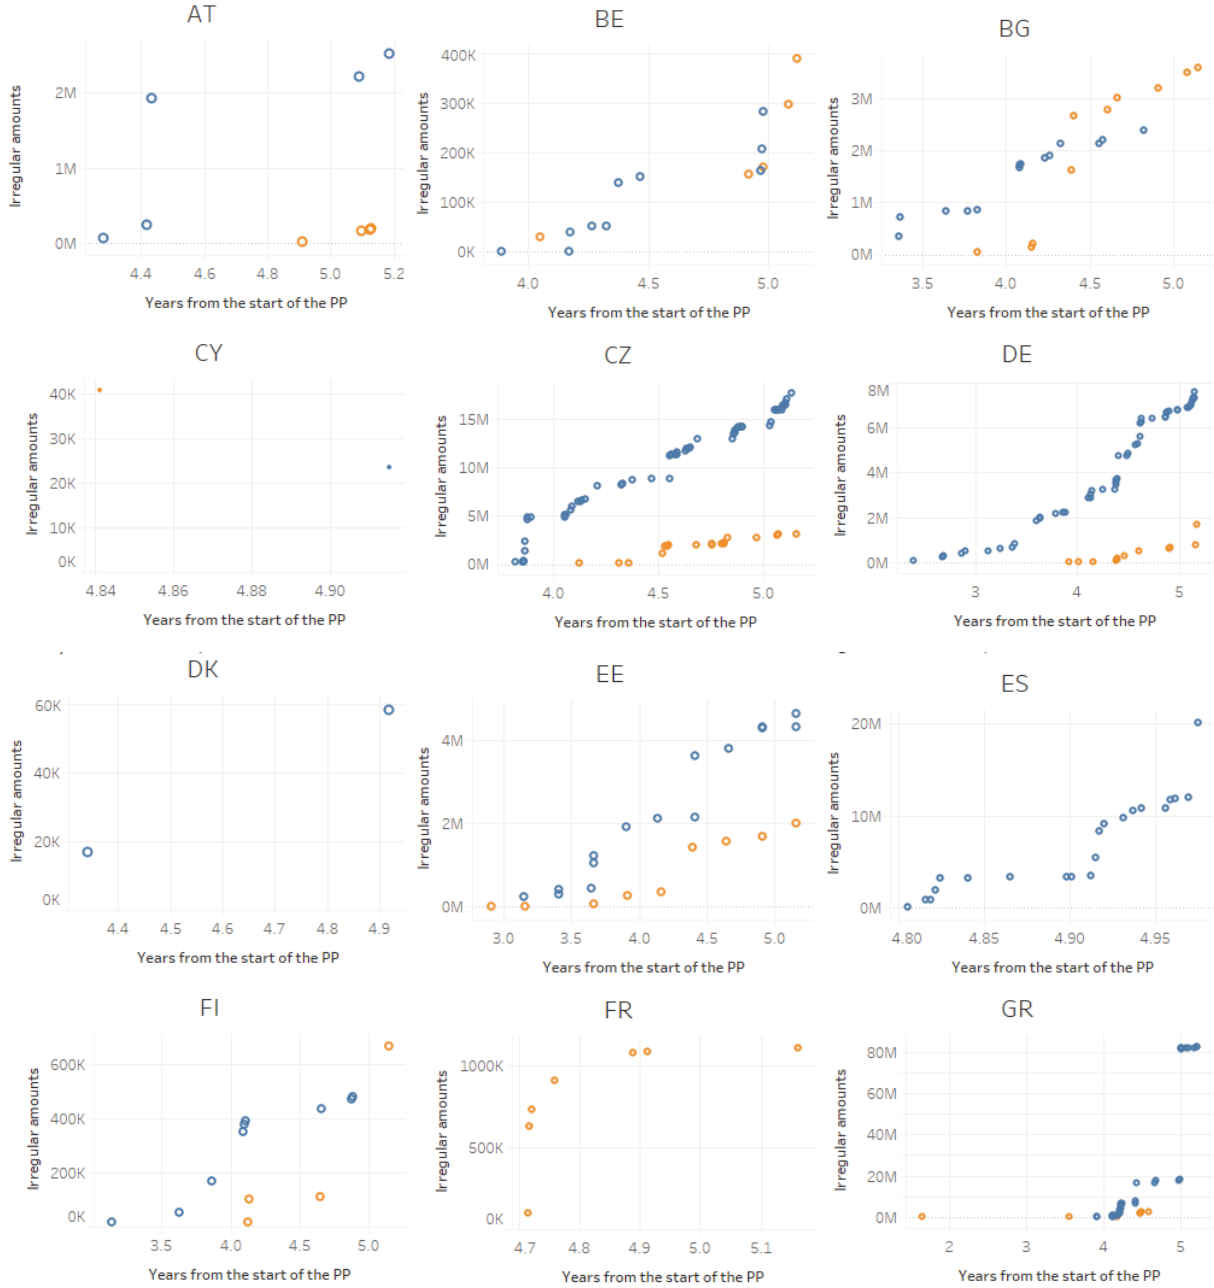 AT
Irregular amounts
2M
1M
0M
4.4 4.6 4.8 5.0 5.2
Years from the start of the PP
BE
Irregular amounts
400K
300K
200K
100K
0K
4.0 4.5 5.0
Years from the start of the PP
BG
Irregular amounts
3M
2M
1M
0M
3.5 4.0 4.5 5.0
Years from the start of the PP
CY
Irregular amounts
40K
30K
20K
10K
0K
4.84 4.86 4.88 4.90
Years from the start of the PP
CZ
Irregular amounts
15M
10M
5M
0M
4.0 4.5 5.0
Years from the start of the PP
DE
Irregular amounts
8M
6M
4M
2M
0M
3 4 5
Years from the start of the PP
DK
Irregular amounts
60K
40K
20K
0K
4.4 4.5 4.6 4.7 4.8 4.9
Years from the start of the PP
EE
Irregular amounts
4M
2M
0M
3.0 3.5 4.0 4.5 5.0
Years from the start of the PP
ES
Irregular amounts
20M
10M
0M
4.80 4.85 4.90 4.95
Years from the start of the PP
FI
Irregular amounts
600K
400K
200K
0K
3.5 4.0 4.5 5.0
Years from the start of the PP
FR
Irregular amounts
1000K
500K
0K
4.7 4.8 4.9 5.0 5.1
Years from the start of the PP
GR
Irregular amounts
80M
60M
40M
20M
0M
2 3 4 5
Years from the start of the PP